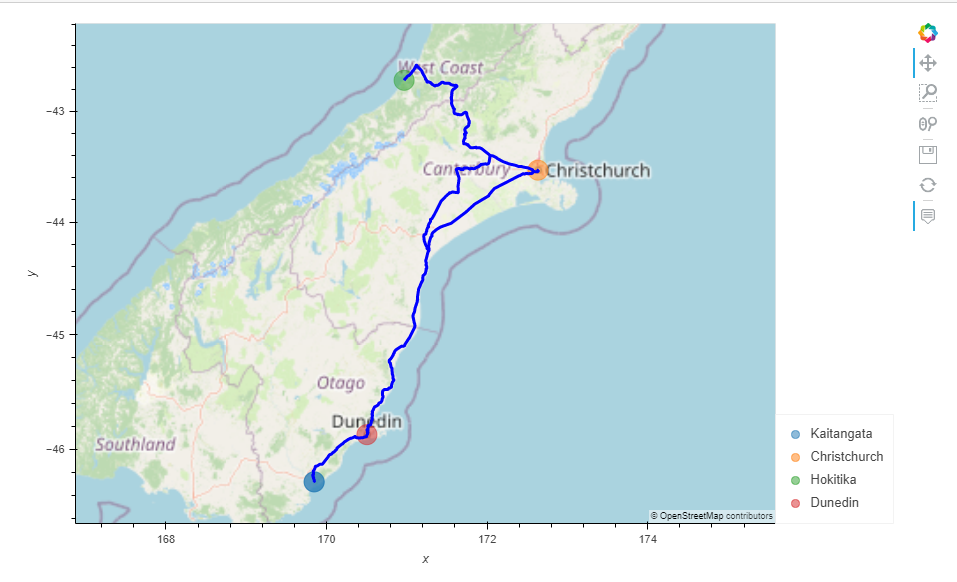 West Coast
Canterbury
Christchurch
Otago
Dunedin
Southland
−43
−44
−45
−46
y
168
170
172
174
x
Kaitangata
Christchurch
Hokitika
Dunedin
© OpenStreetMap contributors